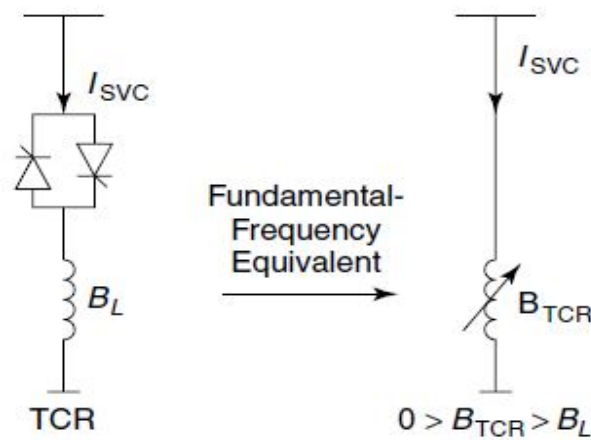 I_SVC
B_L
TCR
Fundamental-
Frequency
Equivalent
I_SVC
B_TCR
0 > B_TCR > B_L